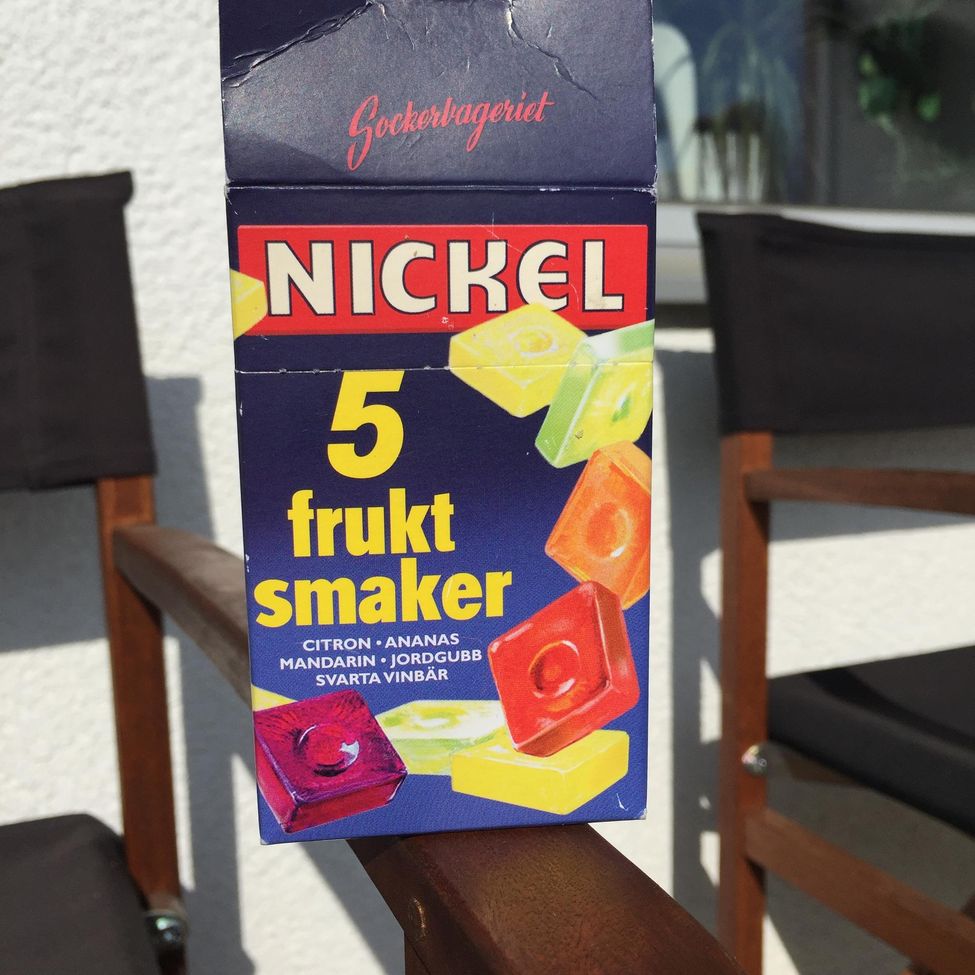 Sockerbageriet
NICKEL
5
frukt
smaker
CITRON • ANANAS
MANDARIN • JORDGUBB
SVARTA VINBÄR